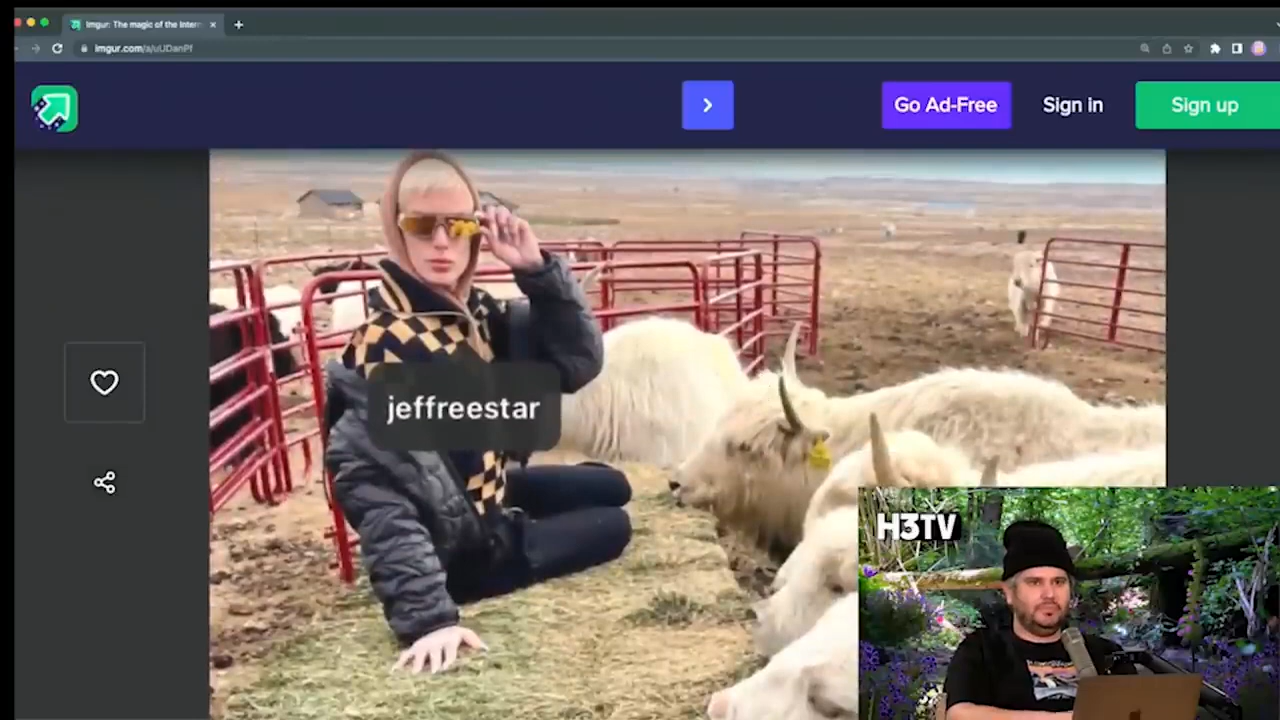 Imgur: The magic of the Intern
imgur.com/a/uUDanPf
Go Ad-Free
Sign in
Sign up
jeffreestar
H3TV